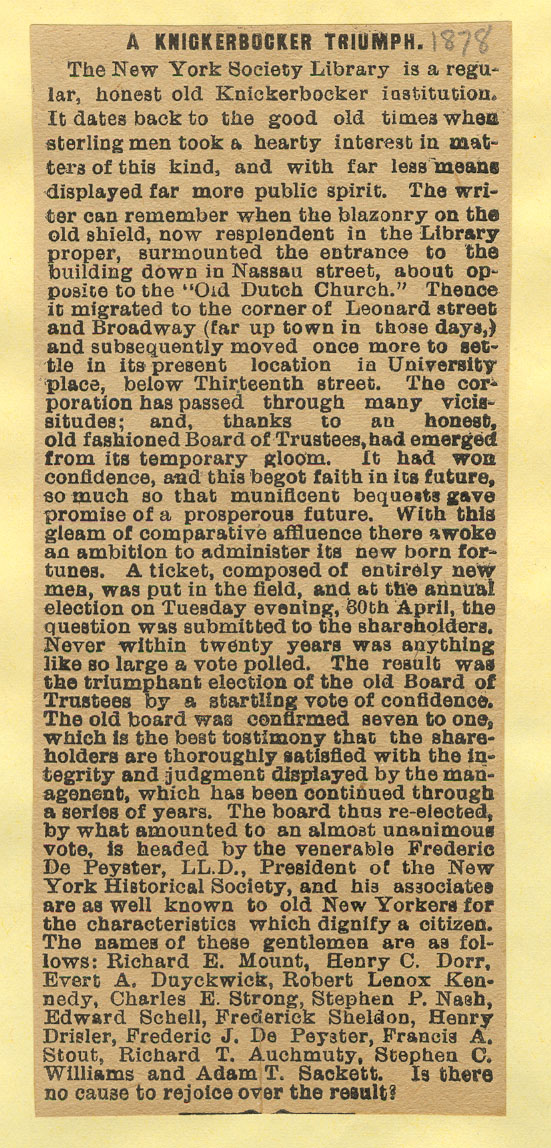 A KNICKERBOCKER TRIUMPH. 1878
The New York Society Library is a regu-
lar, honest old Knickerbocker institution.
It dates back to the good old times when
sterling men took a hearty interest in mat-
ters of this kind, and with far less means
displayed far more public spirit. The wri-
ter can remember when the blazonry on the
old shield, now resplendent in the Library
proper, surmounted the entrance to the
building down in Nassau street, about op-
posite to the "Old Dutch Church." Thence
it migrated to the corner of Leonard street
and Broadway (far up town in those days,)
and subsequently moved once more to set-
tle in its present location in University
place, below Thirteenth street. The cor-
poration has passed through many vicis-
situdes; and, thanks to an honest,
old fashioned Board of Trustees, had emerged
from its temporary gloom. It had won
confidence, and this begot faith in its future,
so much so that munificent bequests gave
promise of a prosperous future. With this
gleam of comparative affluence there awoke
an ambition to administer its new born for-
tunes. A ticket, composed of entirely new
men, was put in the field, and at the annual
election on Tuesday evening, 30th April, the
question was submitted to the shareholders.
Never within twenty years was anything
like so large a vote polled. The result was
the triumphant election of the old Board of
Trustees by a startling vote of confidence.
The old board was confirmed seven to one,
which is the best tostimony that the share-
holders are thoroughly satisfied with the in-
tegrity and judgment displayed by the man-
agenent, which has been continued through
a series of years. The board thus re-elected,
by what amounted to an almost unanimous
vote, is headed by the venerable Frederic
De Peyster, LL.D., President of the New
York Historical Society, and his associates
are as well known to old New Yorkers for
the characteristics which dignify a citizen.
The names of these gentlemen are as fol-
lows: Richard E. Mount, Henry C. Dorr,
Evert A. Duyckwick, Robert Lenox Ken-
nedy, Charles E. Strong, Stephen P. Nash,
Edward Schell, Frederick Sheldon, Henry
Drisler, Frederic J. De Peyster, Francis A.
Stout, Richard T. Auchmuty, Stephen C.
Williams and Adam T. Sackett. Is there
no cause to rejoice over the result?